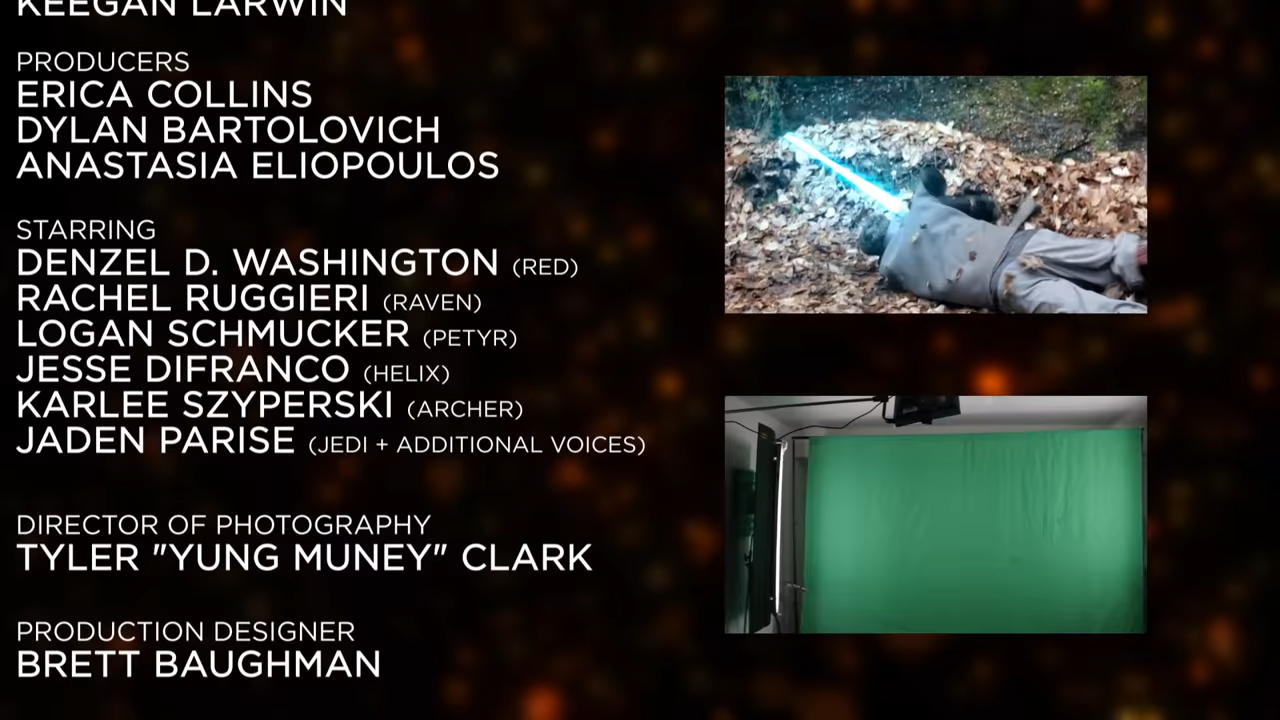 KEEGAN LARWIN
PRODUCERS
ERICA COLLINS
DYLAN BARTOLOVICH
ANASTASIA ELIOPOULOS
STARRING
DENZEL D. WASHINGTON (RED)
RACHEL RUGGIERI (RAVEN)
LOGAN SCHMUCKER (PETYR)
JESSE DIFRANCO (HELIX)
KARLEE SZYPERSKI (ARCHER)
JADEN PARISE (JEDI + ADDITIONAL VOICES)
DIRECTOR OF PHOTOGRAPHY
TYLER "YUNG MUNEY" CLARK
PRODUCTION DESIGNER
BRETT BAUGHMAN